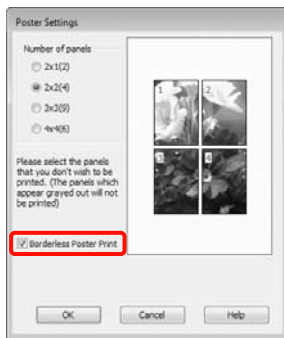 Poster Settings
Number of panels
2x1(2)
2x2(4)
3x3(9)
4x4(6)
1
2
3
4
Please select the panels
that you don't wish to be
printed. (The panels which
appear grayed out will not
be printed)
Borderless Poster Print
OK
Cancel
Help